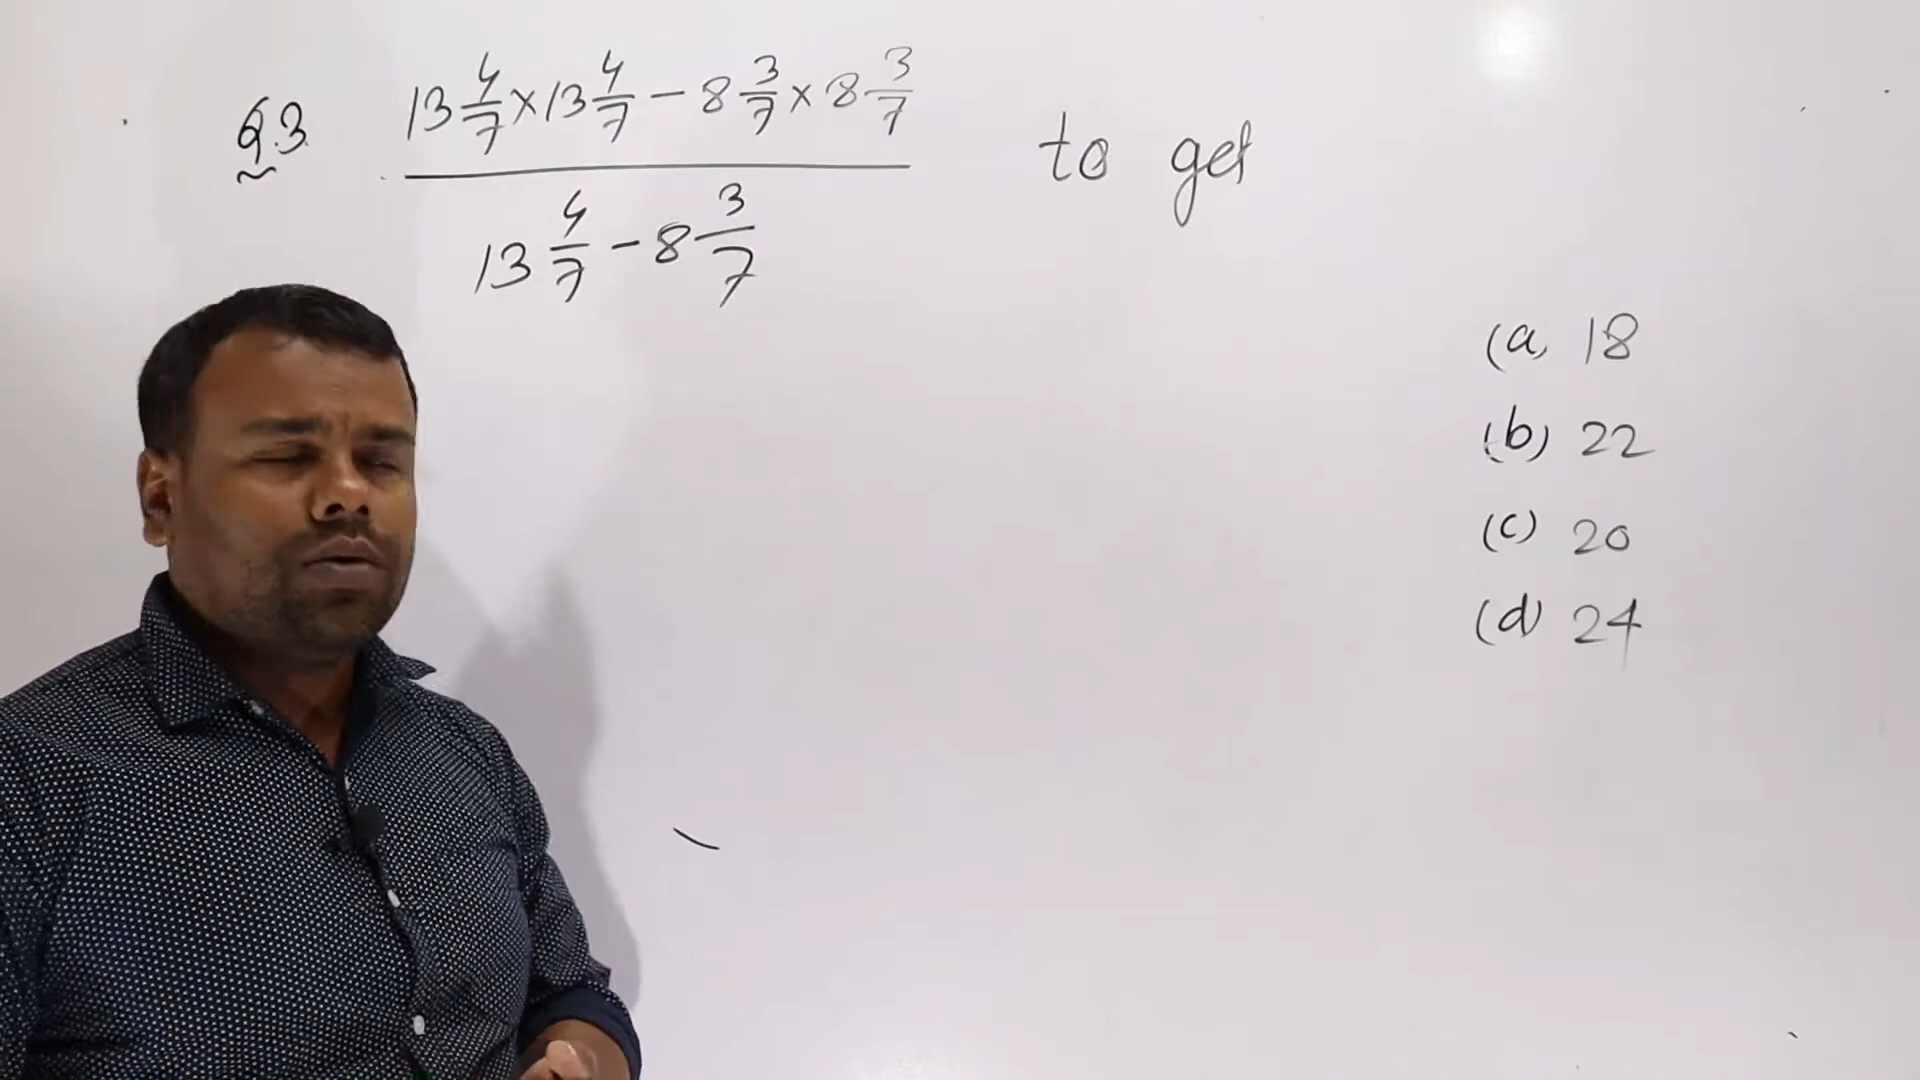 Q.3 (13 4/7 × 13 4/7 − 8 3/7 × 8 3/7) / (13 4/7 − 8 3/7) to get
(a) 18
(b) 22
(c) 20
(d) 24